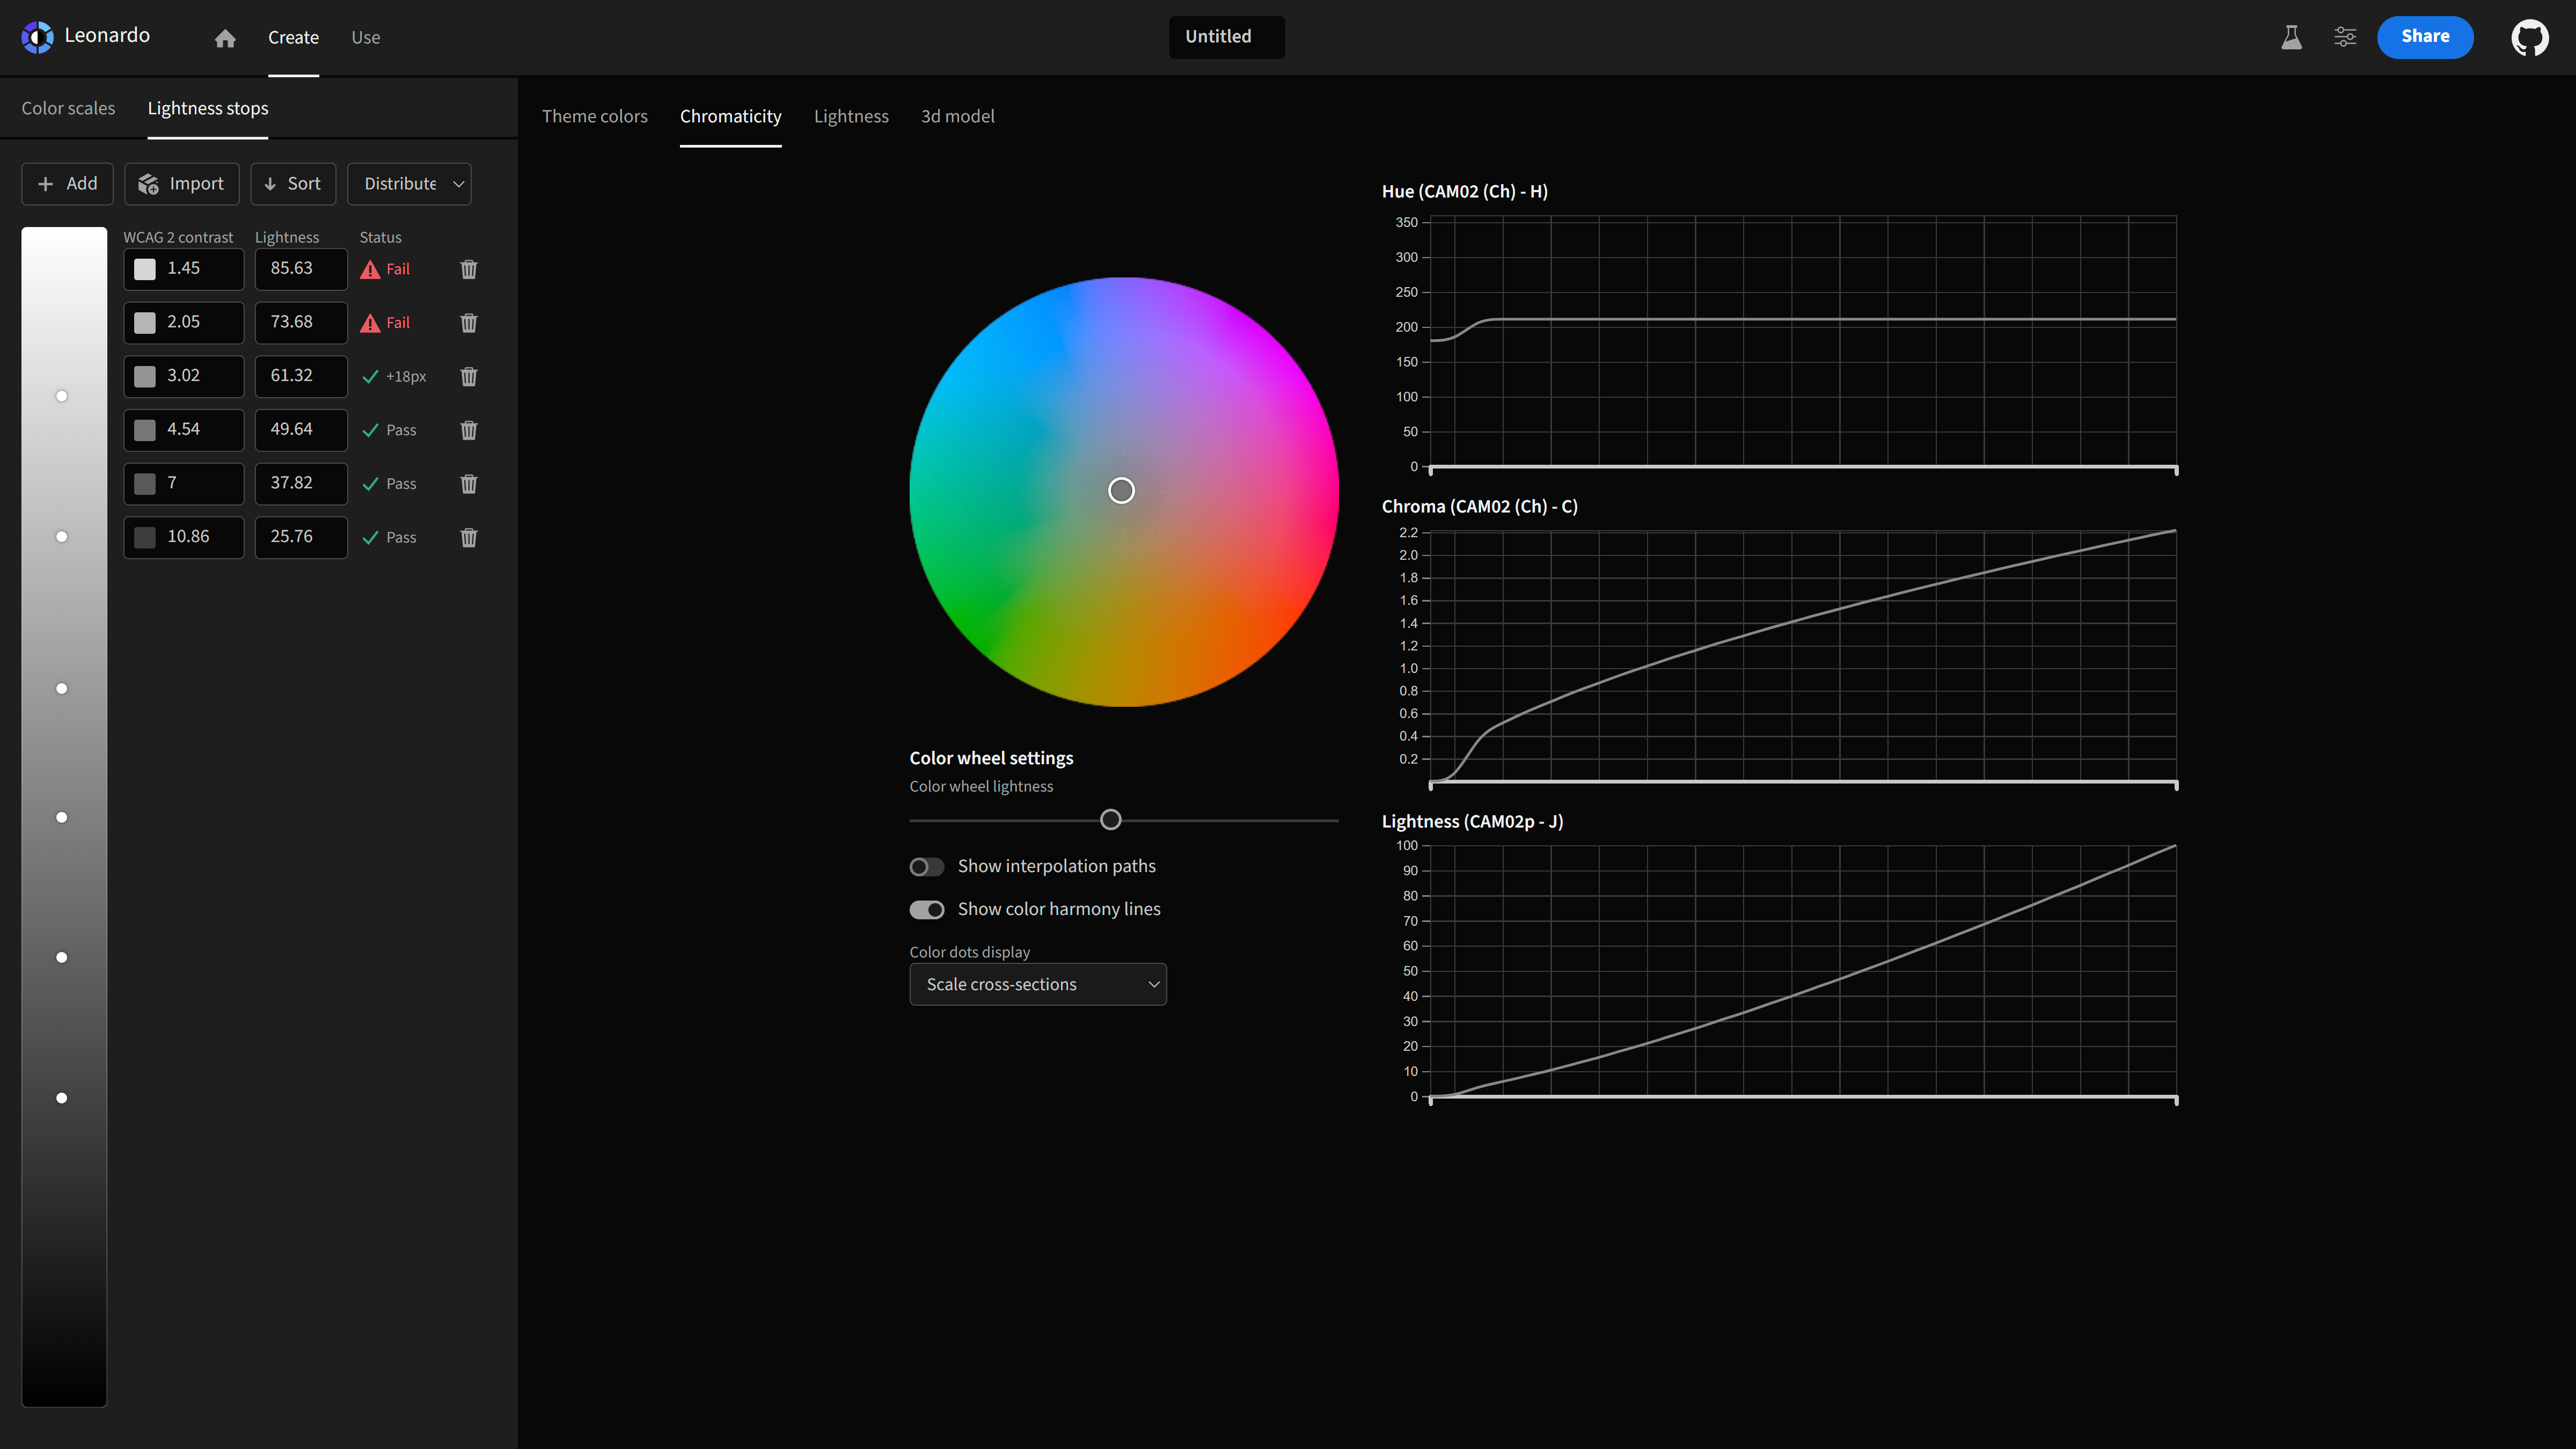 Leonardo
Create
Use
Untitled
Share
Color scales
Lightness stops
Add
Import
Sort
Distribute
WCAG 2 contrast
Lightness
Status
1.45
85.63
Fail
2.05
73.68
Fail
3.02
61.32
+18px
4.54
49.64
Pass
7
37.82
Pass
10.86
25.76
Pass
Theme colors
Chromaticity
Lightness
3d model
Color wheel settings
Color wheel lightness
Show interpolation paths
Show color harmony lines
Color dots display
Scale cross-sections
Hue (CAM02 (Ch) - H)
350
300
250
200
150
100
50
0
Chroma (CAM02 (Ch) - C)
2.2
2.0
1.8
1.6
1.4
1.2
1.0
0.8
0.6
0.4
0.2
Lightness (CAM02p - J)
100
90
80
70
60
50
40
30
20
10
0